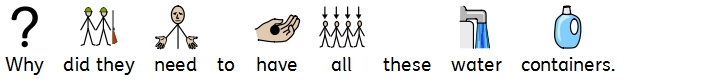 Why did they need to have all these water containers.